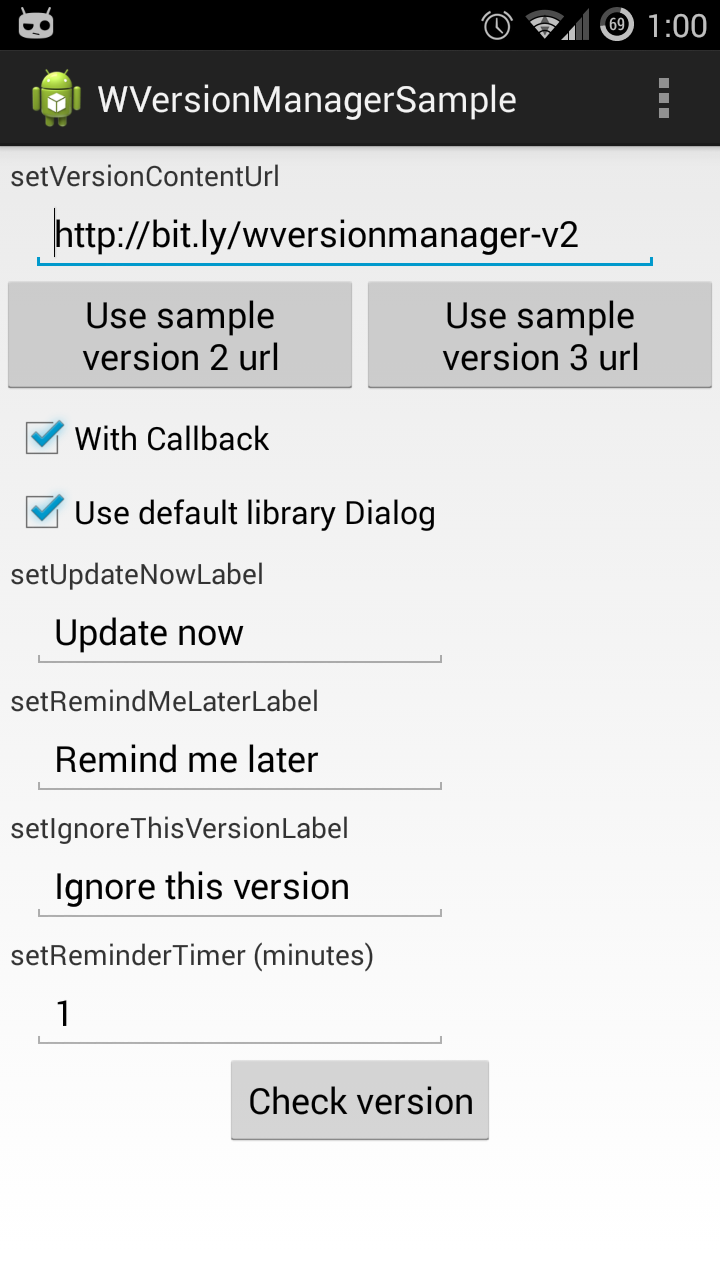 69 1:00
WVersionManagerSample
setVersionContentUrl
http://bit.ly/wversionmanager-v2
Use sample
version 2 url
Use sample
version 3 url
With Callback
Use default library Dialog
setUpdateNowLabel
Update now
setRemindMeLaterLabel
Remind me later
setIgnoreThisVersionLabel
Ignore this version
setReminderTimer (minutes)
1
Check version